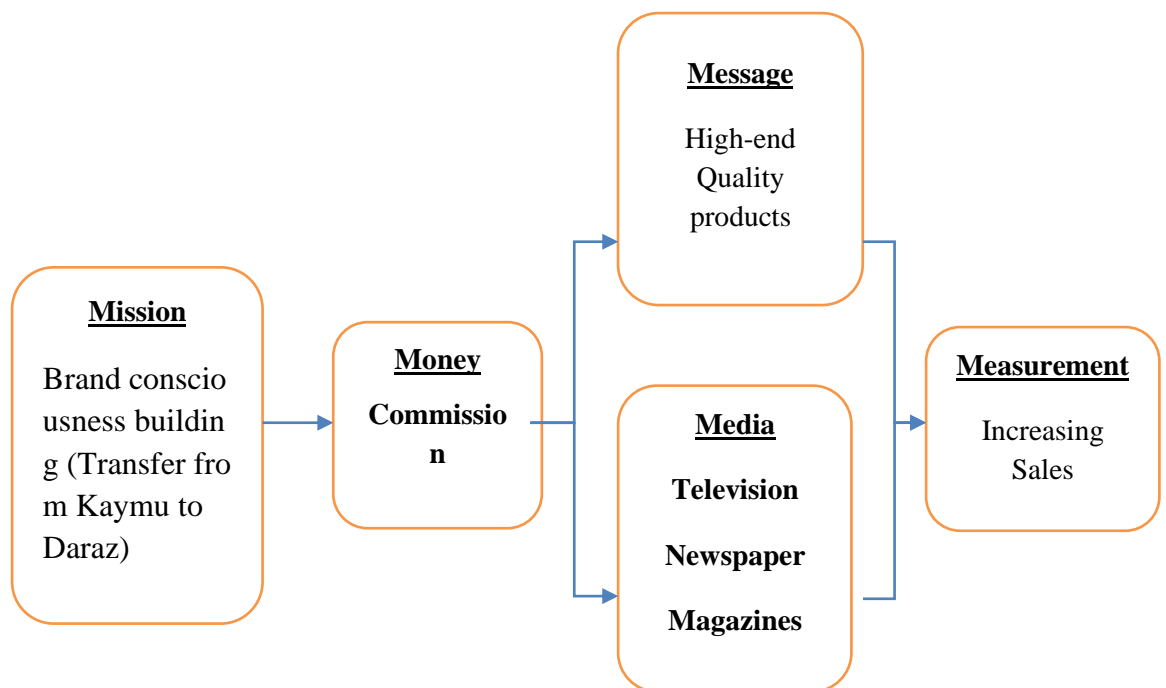 Mission
Brand conscio
usness buildin
g (Transfer fro
m Kaymu to
Daraz)
Money
Commissio
n
Message
High-end
Quality
products
Media
Television
Newspaper
Magazines
Measurement
Increasing
Sales